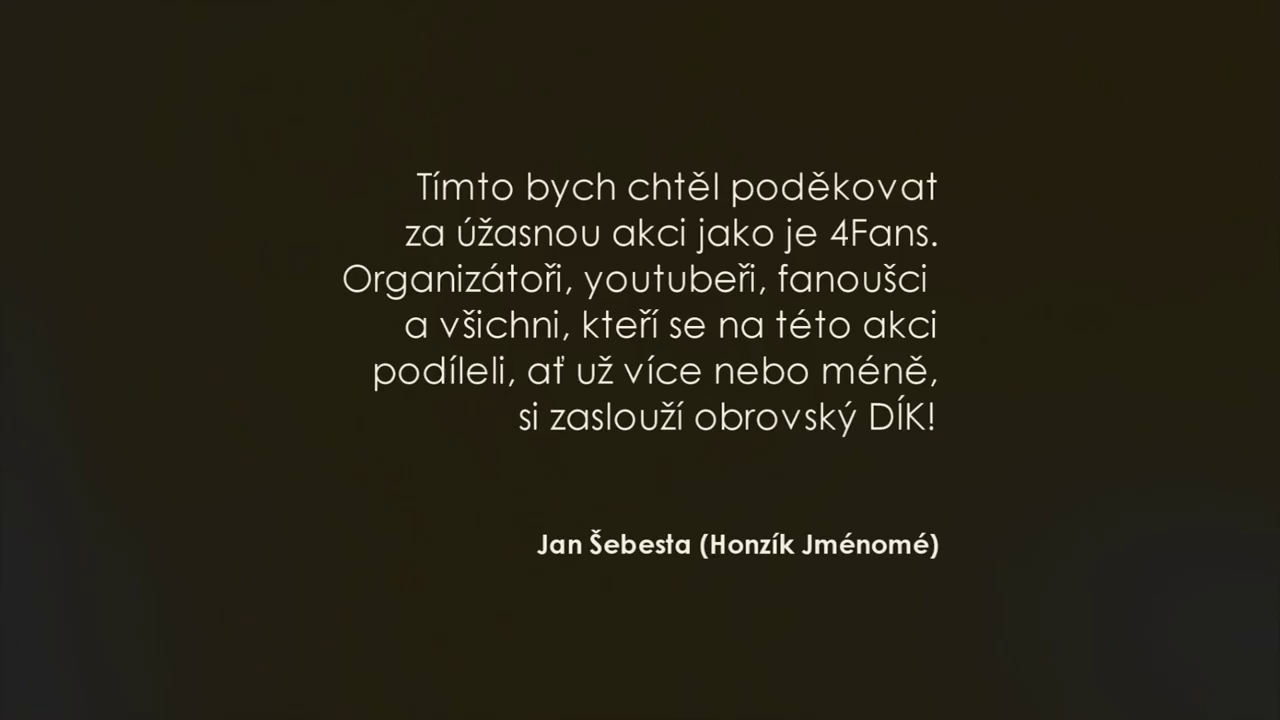 Tímto bych chtěl poděkovat
za úžasnou akci jako je 4Fans.
Organizátoři, youtubeři, fanoušci
a všichni, kteří se na této akci
podíleli, ať už více nebo méně,
si zaslouží obrovský DÍK!
Jan Šebesta (Honzík Jménomé)